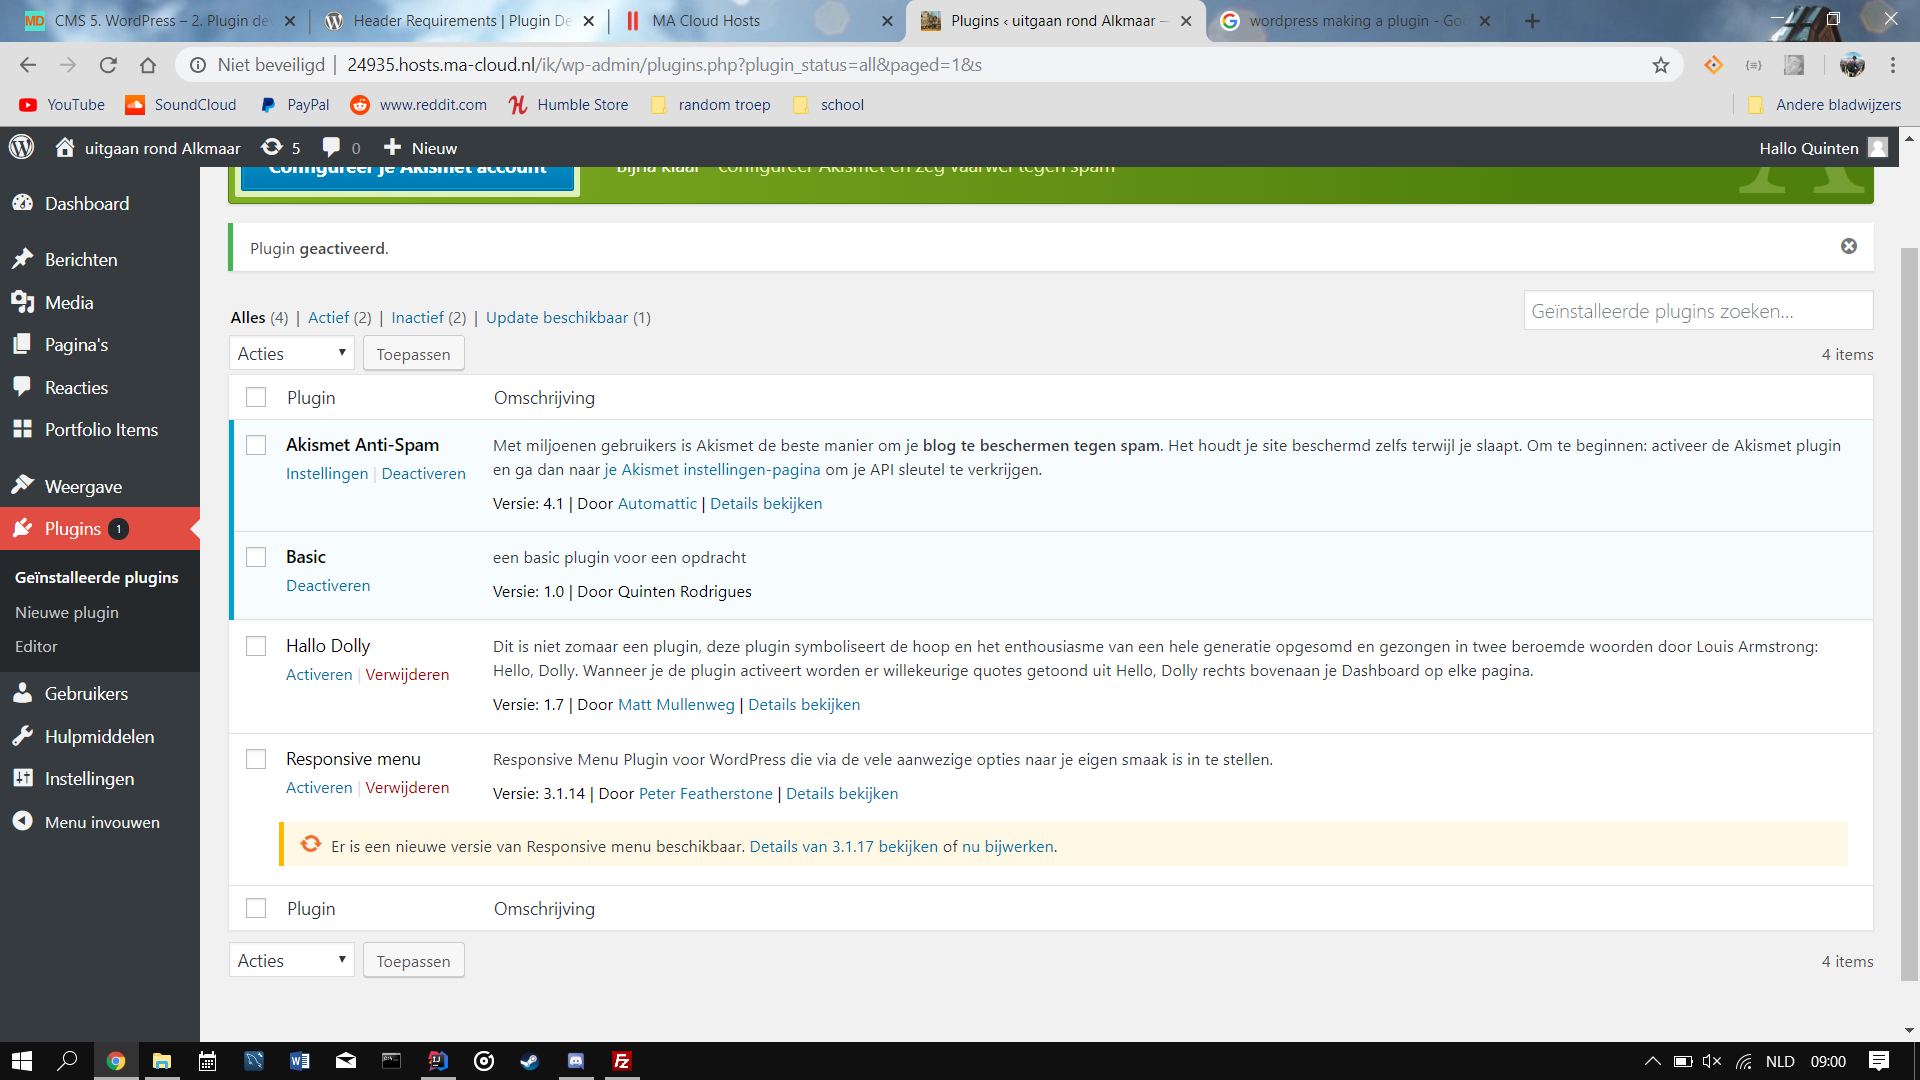 CMS 5. WordPress – 2. Plugin de
Header Requirements | Plugin De
MA Cloud Hosts
Plugins ‹ uitgaan rond Alkmaar —
wordpress making a plugin - Goo
Niet beveiligd | 24935.hosts.ma-cloud.nl/ik/wp-admin/plugins.php?plugin_status=all&paged=1&s
YouTube
SoundCloud
PayPal
www.reddit.com
Humble Store
random troep
school
Andere bladwijzers
uitgaan rond Alkmaar
5
0
Nieuw
Hallo Quinten
Configureer je Akismet account
Bijna klaar – configureer Akismet en zeg vaarwel tegen spam
Dashboard
Berichten
Media
Pagina's
Reacties
Portfolio Items
Weergave
Plugins 1
Geïnstalleerde plugins
Nieuwe plugin
Editor
Gebruikers
Hulpmiddelen
Instellingen
Menu invouwen
Plugin geactiveerd.
Alles (4) | Actief (2) | Inactief (2) | Update beschikbaar (1)
Geïnstalleerde plugins zoeken...
Acties
Toepassen
4 items
Plugin
Omschrijving
Akismet Anti-Spam
Instellingen | Deactiveren
Met miljoenen gebruikers is Akismet de beste manier om je blog te beschermen tegen spam. Het houdt je site beschermd zelfs terwijl je slaapt. Om te beginnen: activeer de Akismet plugin
en ga dan naar je Akismet instellingen-pagina om je API sleutel te verkrijgen.
Versie: 4.1 | Door Automattic | Details bekijken
Basic
Deactiveren
een basic plugin voor een opdracht
Versie: 1.0 | Door Quinten Rodrigues
Hallo Dolly
Activeren | Verwijderen
Dit is niet zomaar een plugin, deze plugin symboliseert de hoop en het enthousiasme van een hele generatie opgesomd en gezongen in twee beroemde woorden door Louis Armstrong:
Hello, Dolly. Wanneer je de plugin activeert worden er willekeurige quotes getoond uit Hello, Dolly rechts bovenaan je Dashboard op elke pagina.
Versie: 1.7 | Door Matt Mullenweg | Details bekijken
Responsive menu
Activeren | Verwijderen
Responsive Menu Plugin voor WordPress die via de vele aanwezige opties naar je eigen smaak is in te stellen.
Versie: 3.1.14 | Door Peter Featherstone | Details bekijken
Er is een nieuwe versie van Responsive menu beschikbaar. Details van 3.1.17 bekijken of nu bijwerken.
Plugin
Omschrijving
Acties
Toepassen
4 items
NLD
09:00